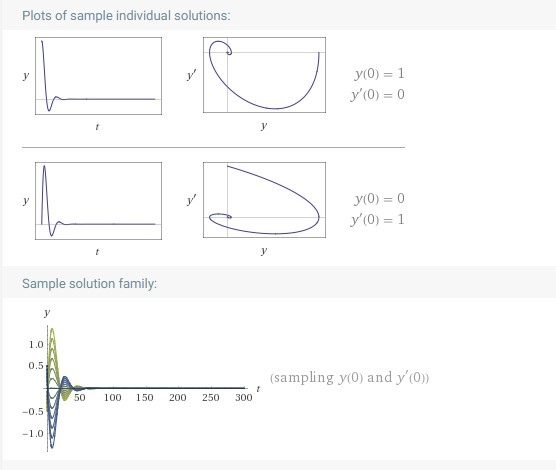 Plots of sample individual solutions:
y
t
y′
y
y(0) = 1
y′(0) = 0
y
t
y′
y
y(0) = 0
y′(0) = 1
Sample solution family:
y
1.0
0.5
50 100 150 200 250 300 t
−0.5
−1.0
(sampling y(0) and y′(0))